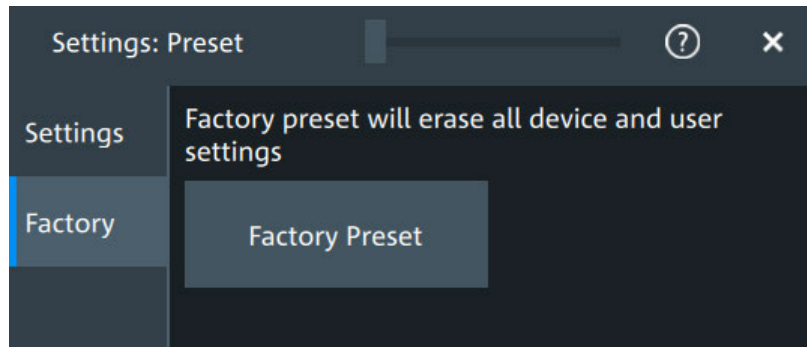 Settings: Preset
?
×
Settings
Factory
Factory preset will erase all device and user
settings
Factory Preset